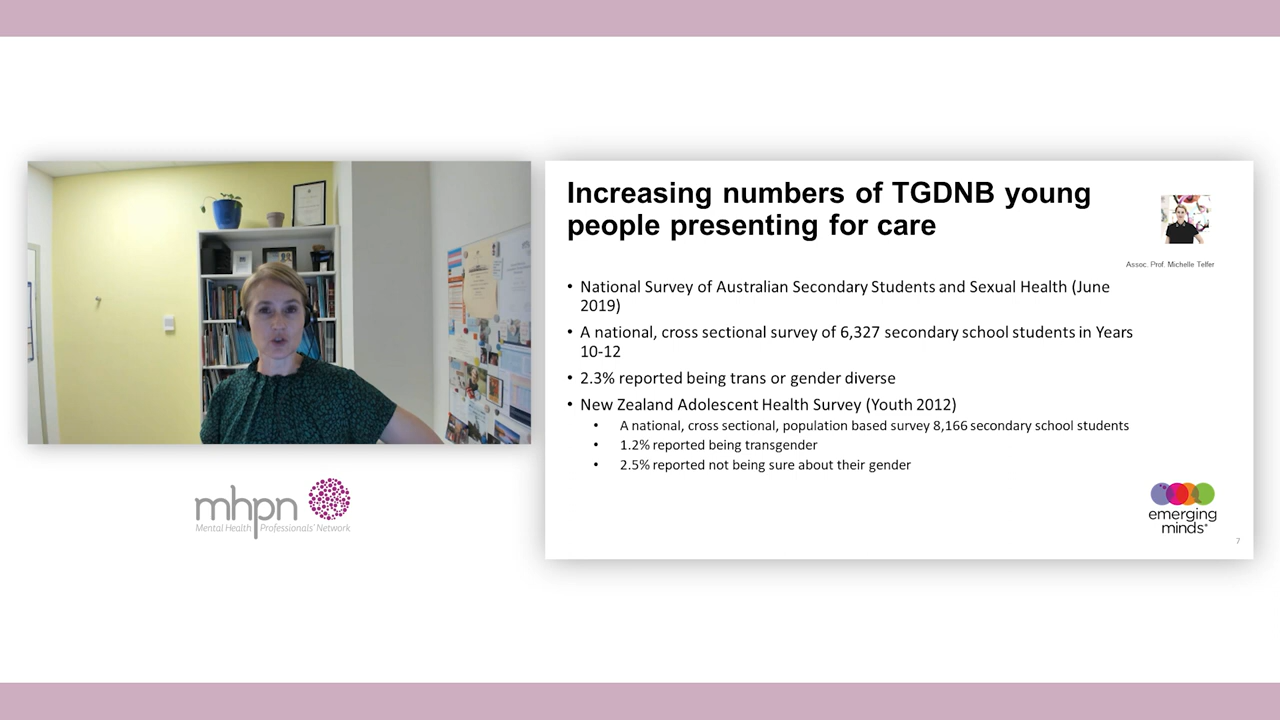 Increasing numbers of TGDNB young
people presenting for care
Assoc. Prof. Michelle Telfer
• National Survey of Australian Secondary Students and Sexual Health (June
2019)
• A national, cross sectional survey of 6,327 secondary school students in Years
10-12
• 2.3% reported being trans or gender diverse
• New Zealand Adolescent Health Survey (Youth 2012)
• A national, cross sectional, population based survey 8,166 secondary school students
• 1.2% reported being transgender
• 2.5% reported not being sure about their gender
mhpn
Mental Health Professionals' Network
emerging
minds
7